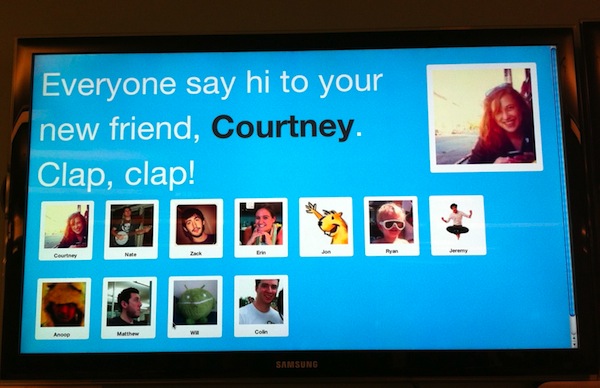 Everyone say hi to your
new friend, Courtney.
Clap, clap!
Courtney Nate Zack Erin Jon Ryan Jeremy
Anoop Matthew Will Colin
SAMSUNG